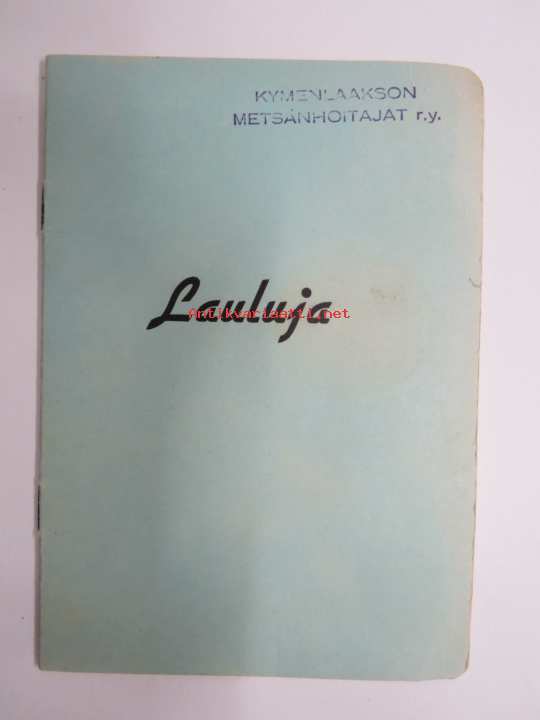 KYMENLAAKSON
METSÄNHOITAJAT r.y.
Lauluja
Antikvariaatti.net